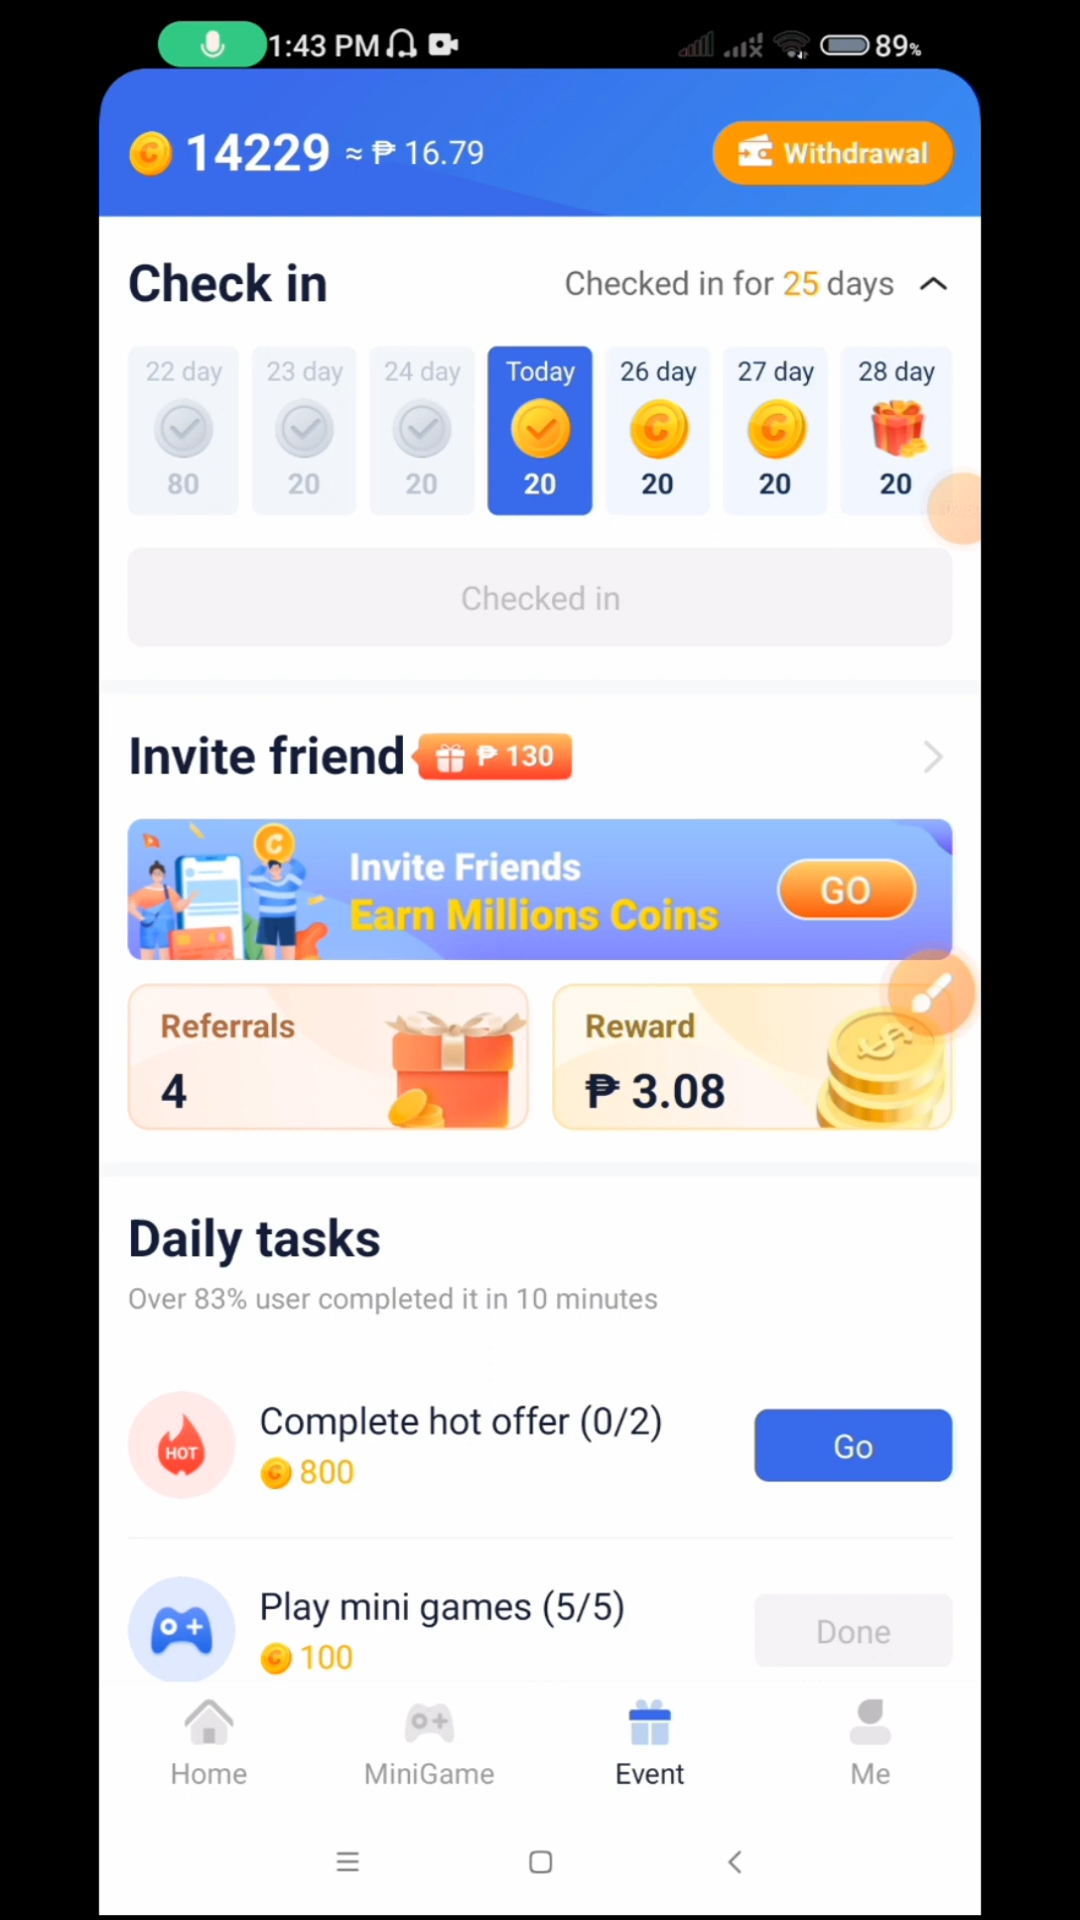 1:43 PM
89%
14229 ≈ ₱ 16.79
Withdrawal
Check in
Checked in for 25 days
22 day 23 day 24 day Today 26 day 27 day 28 day
80 20 20 20 20 20 20
Checked in
Invite friend ₱ 130
Invite Friends
Earn Millions Coins
GO
Referrals
4
Reward
₱ 3.08
Daily tasks
Over 83% user completed it in 10 minutes
Complete hot offer (0/2)
HOT
800
Go
Play mini games (5/5)
100
Done
Home MiniGame Event Me